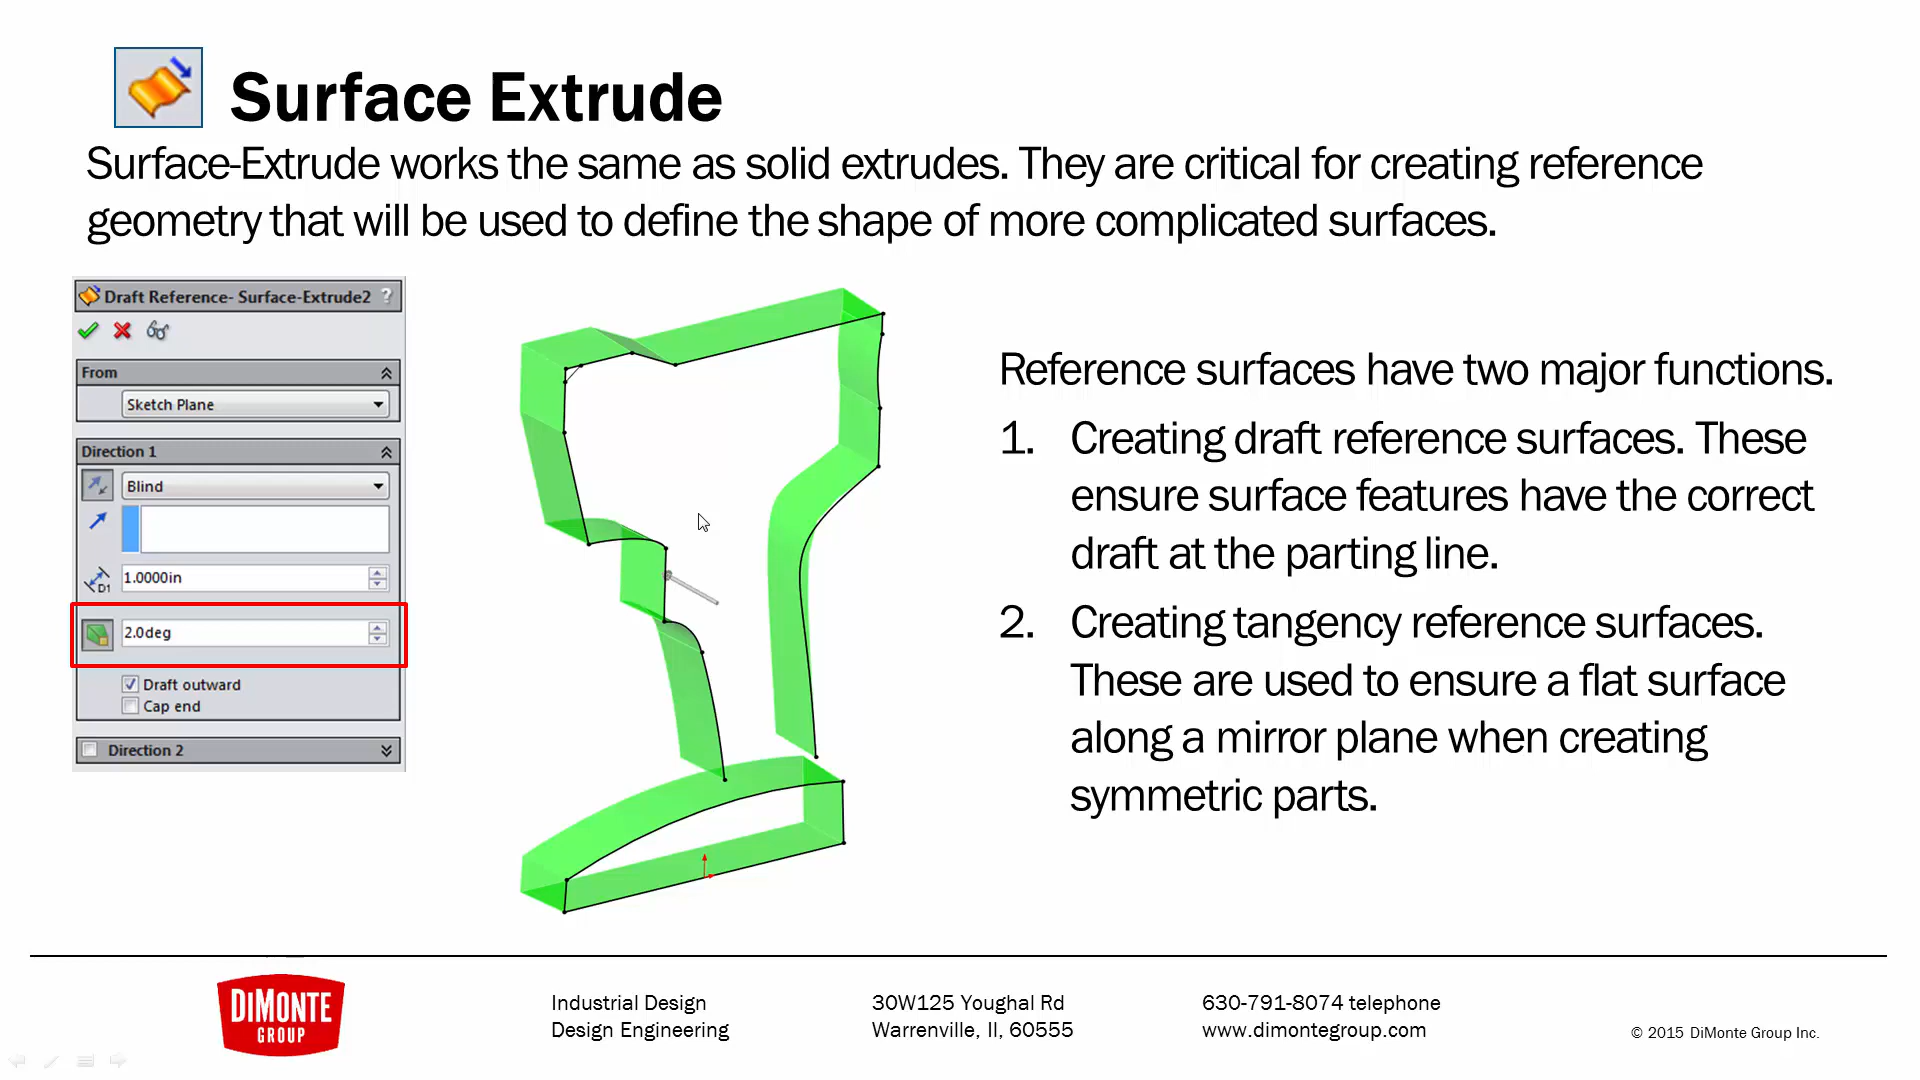 Surface Extrude
Surface-Extrude works the same as solid extrudes. They are critical for creating reference
geometry that will be used to define the shape of more complicated surfaces.
Draft Reference- Surface-Extrude2 ?
From
Sketch Plane
Direction 1
Blind
D1 1.0000in
2.0deg
Draft outward
Cap end
Direction 2
Reference surfaces have two major functions.
1. Creating draft reference surfaces. These
ensure surface features have the correct
draft at the parting line.
2. Creating tangency reference surfaces.
These are used to ensure a flat surface
along a mirror plane when creating
symmetric parts.
DIMONTE
GROUP
Industrial Design
Design Engineering
30W125 Youghal Rd
Warrenville, Il, 60555
630-791-8074 telephone
www.dimontegroup.com
© 2015 DiMonte Group Inc.